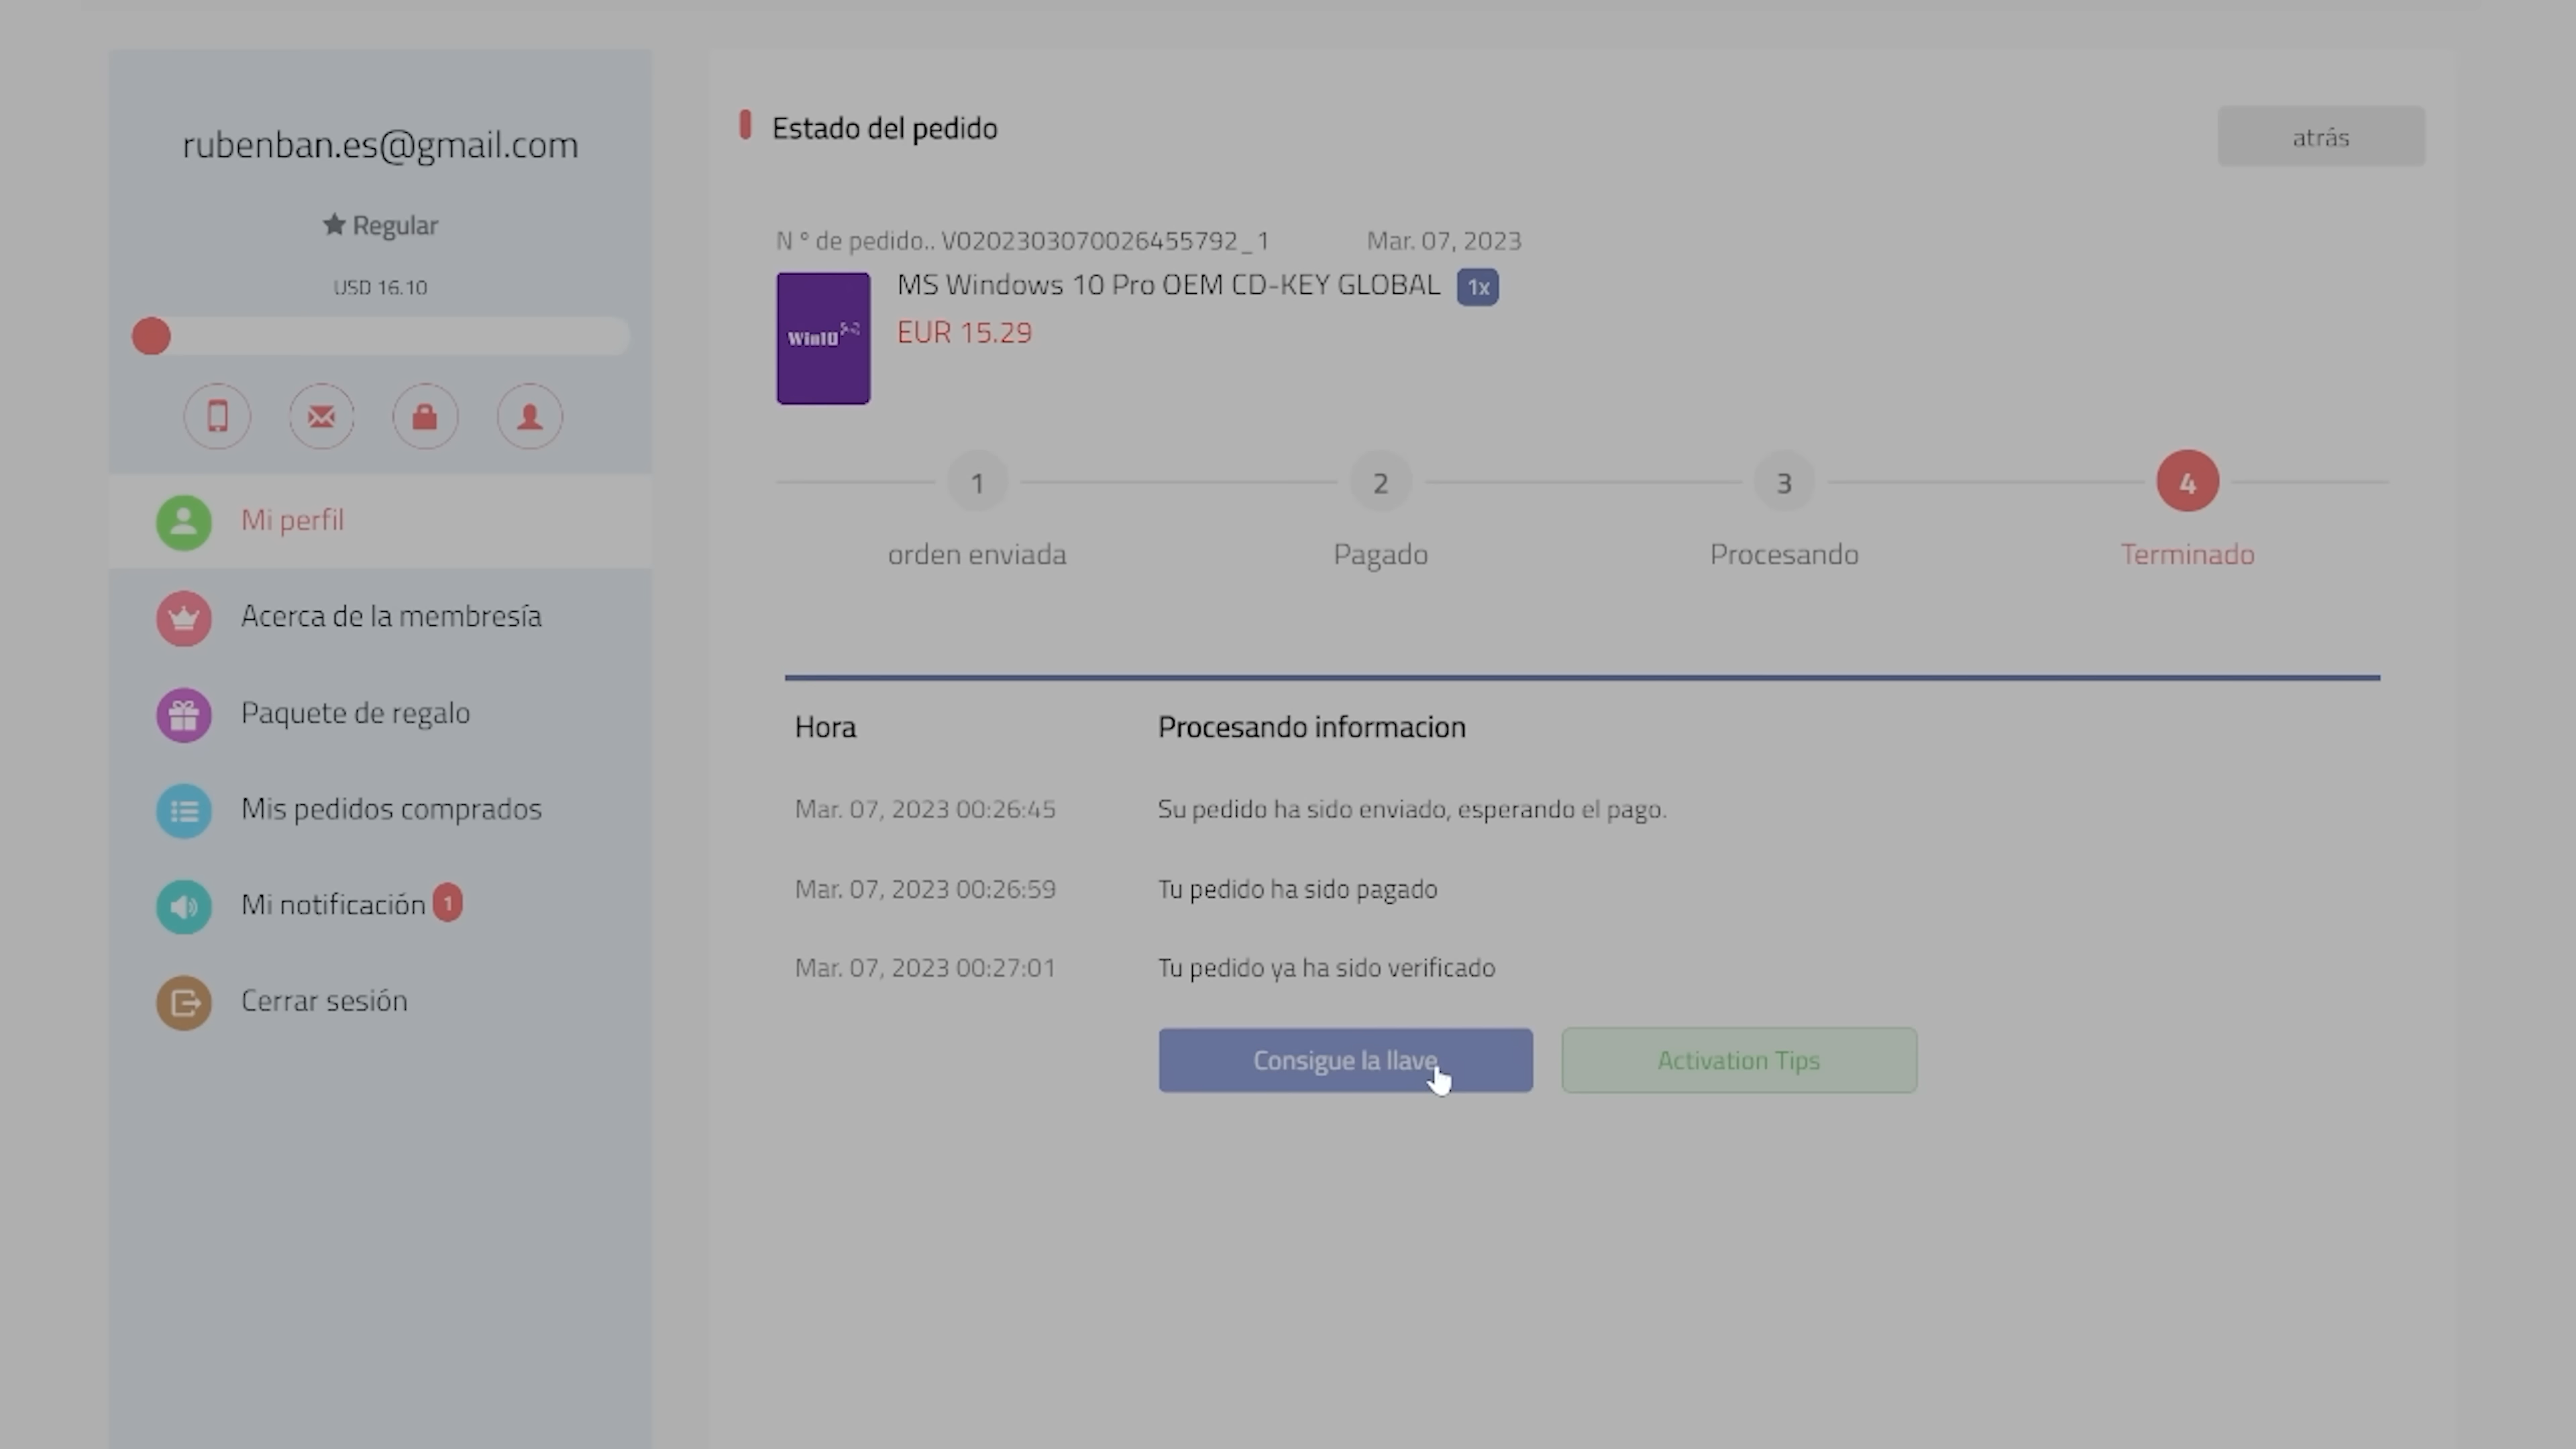 rubenban.es@gmail.com
Regular
USD 16.10
Mi perfil
Acerca de la membresía
Paquete de regalo
Mis pedidos comprados
Mi notificación 1
Cerrar sesión
Estado del pedido
atrás
N ° de pedido.. V0202303070026455792_1 Mar. 07, 2023
MS Windows 10 Pro OEM CD-KEY GLOBAL 1x
EUR 15.29
Win10
1 2 3 4
orden enviada Pagado Procesando Terminado
Hora Procesando informacion
Mar. 07, 2023 00:26:45 Su pedido ha sido enviado, esperando el pago.
Mar. 07, 2023 00:26:59 Tu pedido ha sido pagado
Mar. 07, 2023 00:27:01 Tu pedido ya ha sido verificado
Consigue la llave Activation Tips